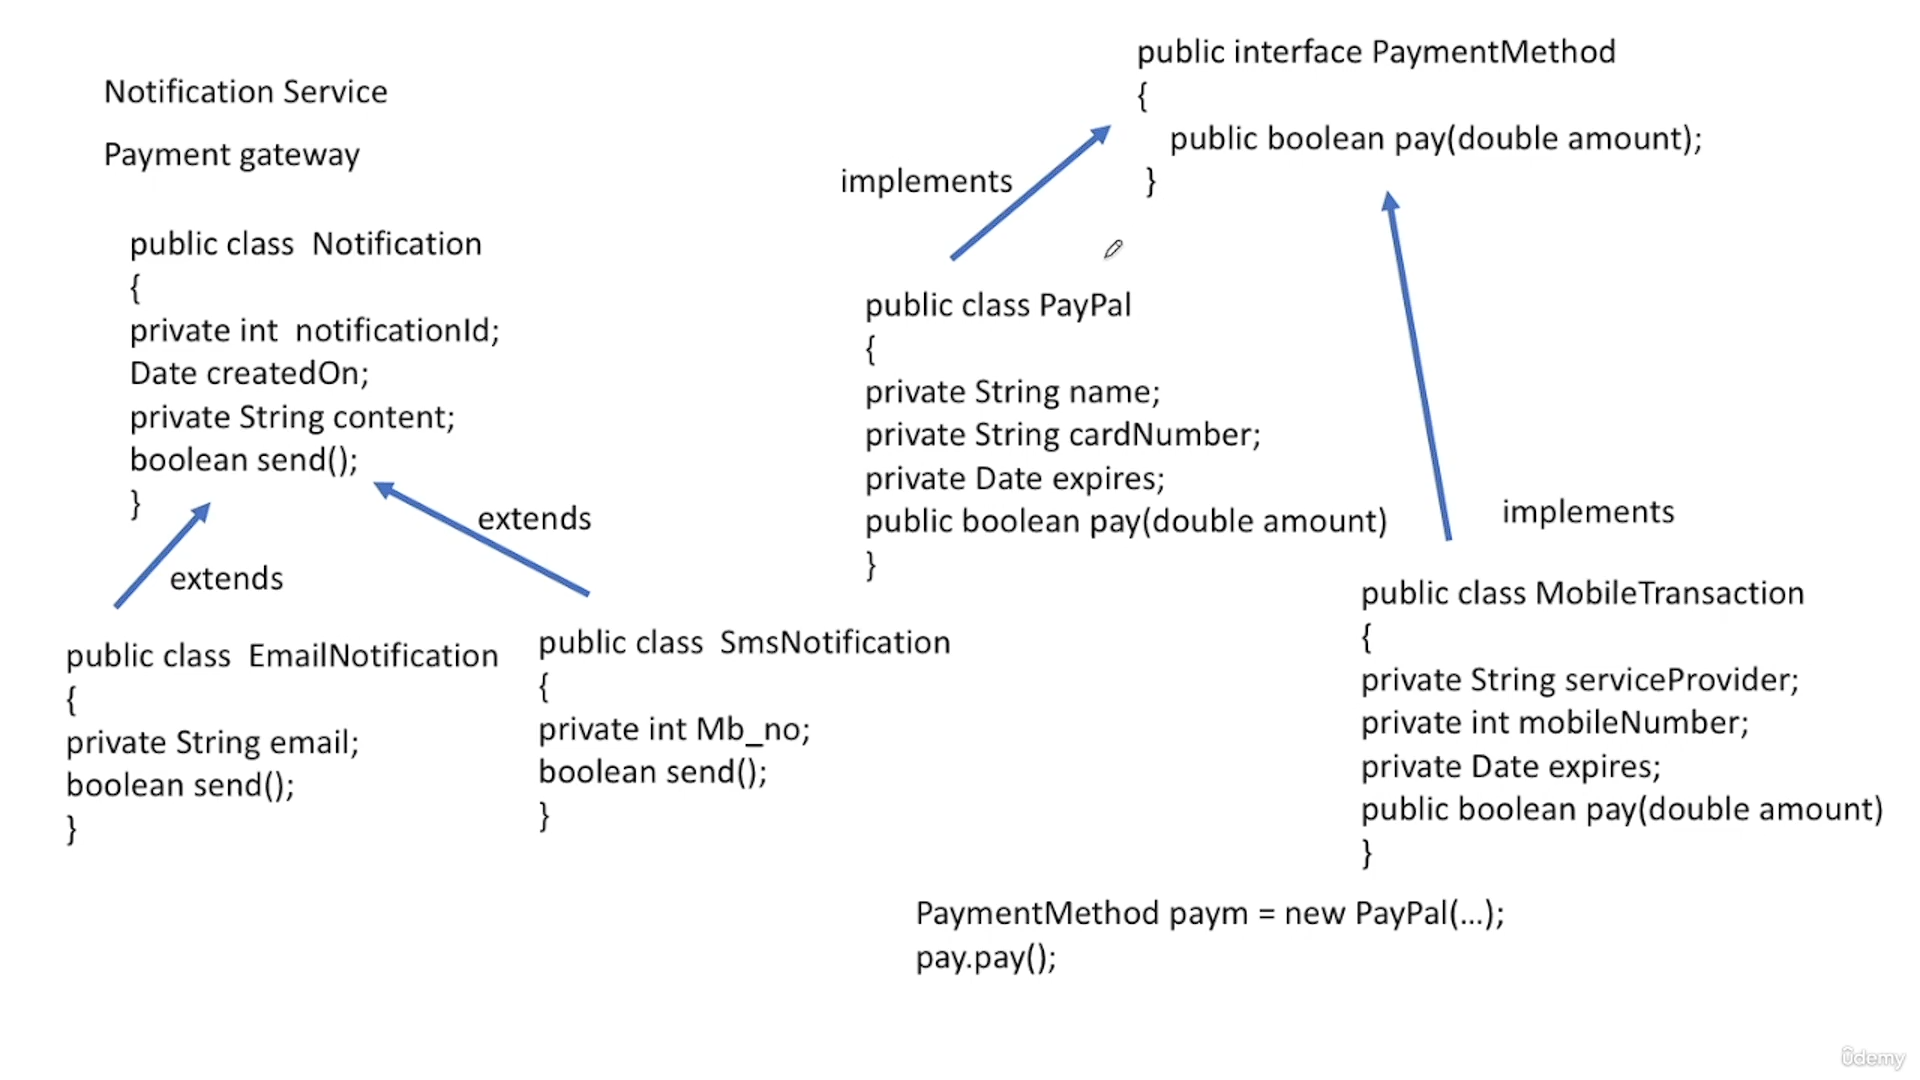 Notification Service
Payment gateway
public class  Notification
{
private int  notificationId;
Date createdOn;
private String content;
boolean send();
}
extends
extends
public class  EmailNotification
{
private String email;
boolean send();
}
public class  SmsNotification
{
private int Mb_no;
boolean send();
}
public interface PaymentMethod
{
public boolean pay(double amount);
}
implements
public class PayPal
{
private String name;
private String cardNumber;
private Date expires;
public boolean pay(double amount)
}
implements
public class MobileTransaction
{
private String serviceProvider;
private int mobileNumber;
private Date expires;
public boolean pay(double amount)
}
PaymentMethod paym = new PayPal(...);
pay.pay();
ûdemy